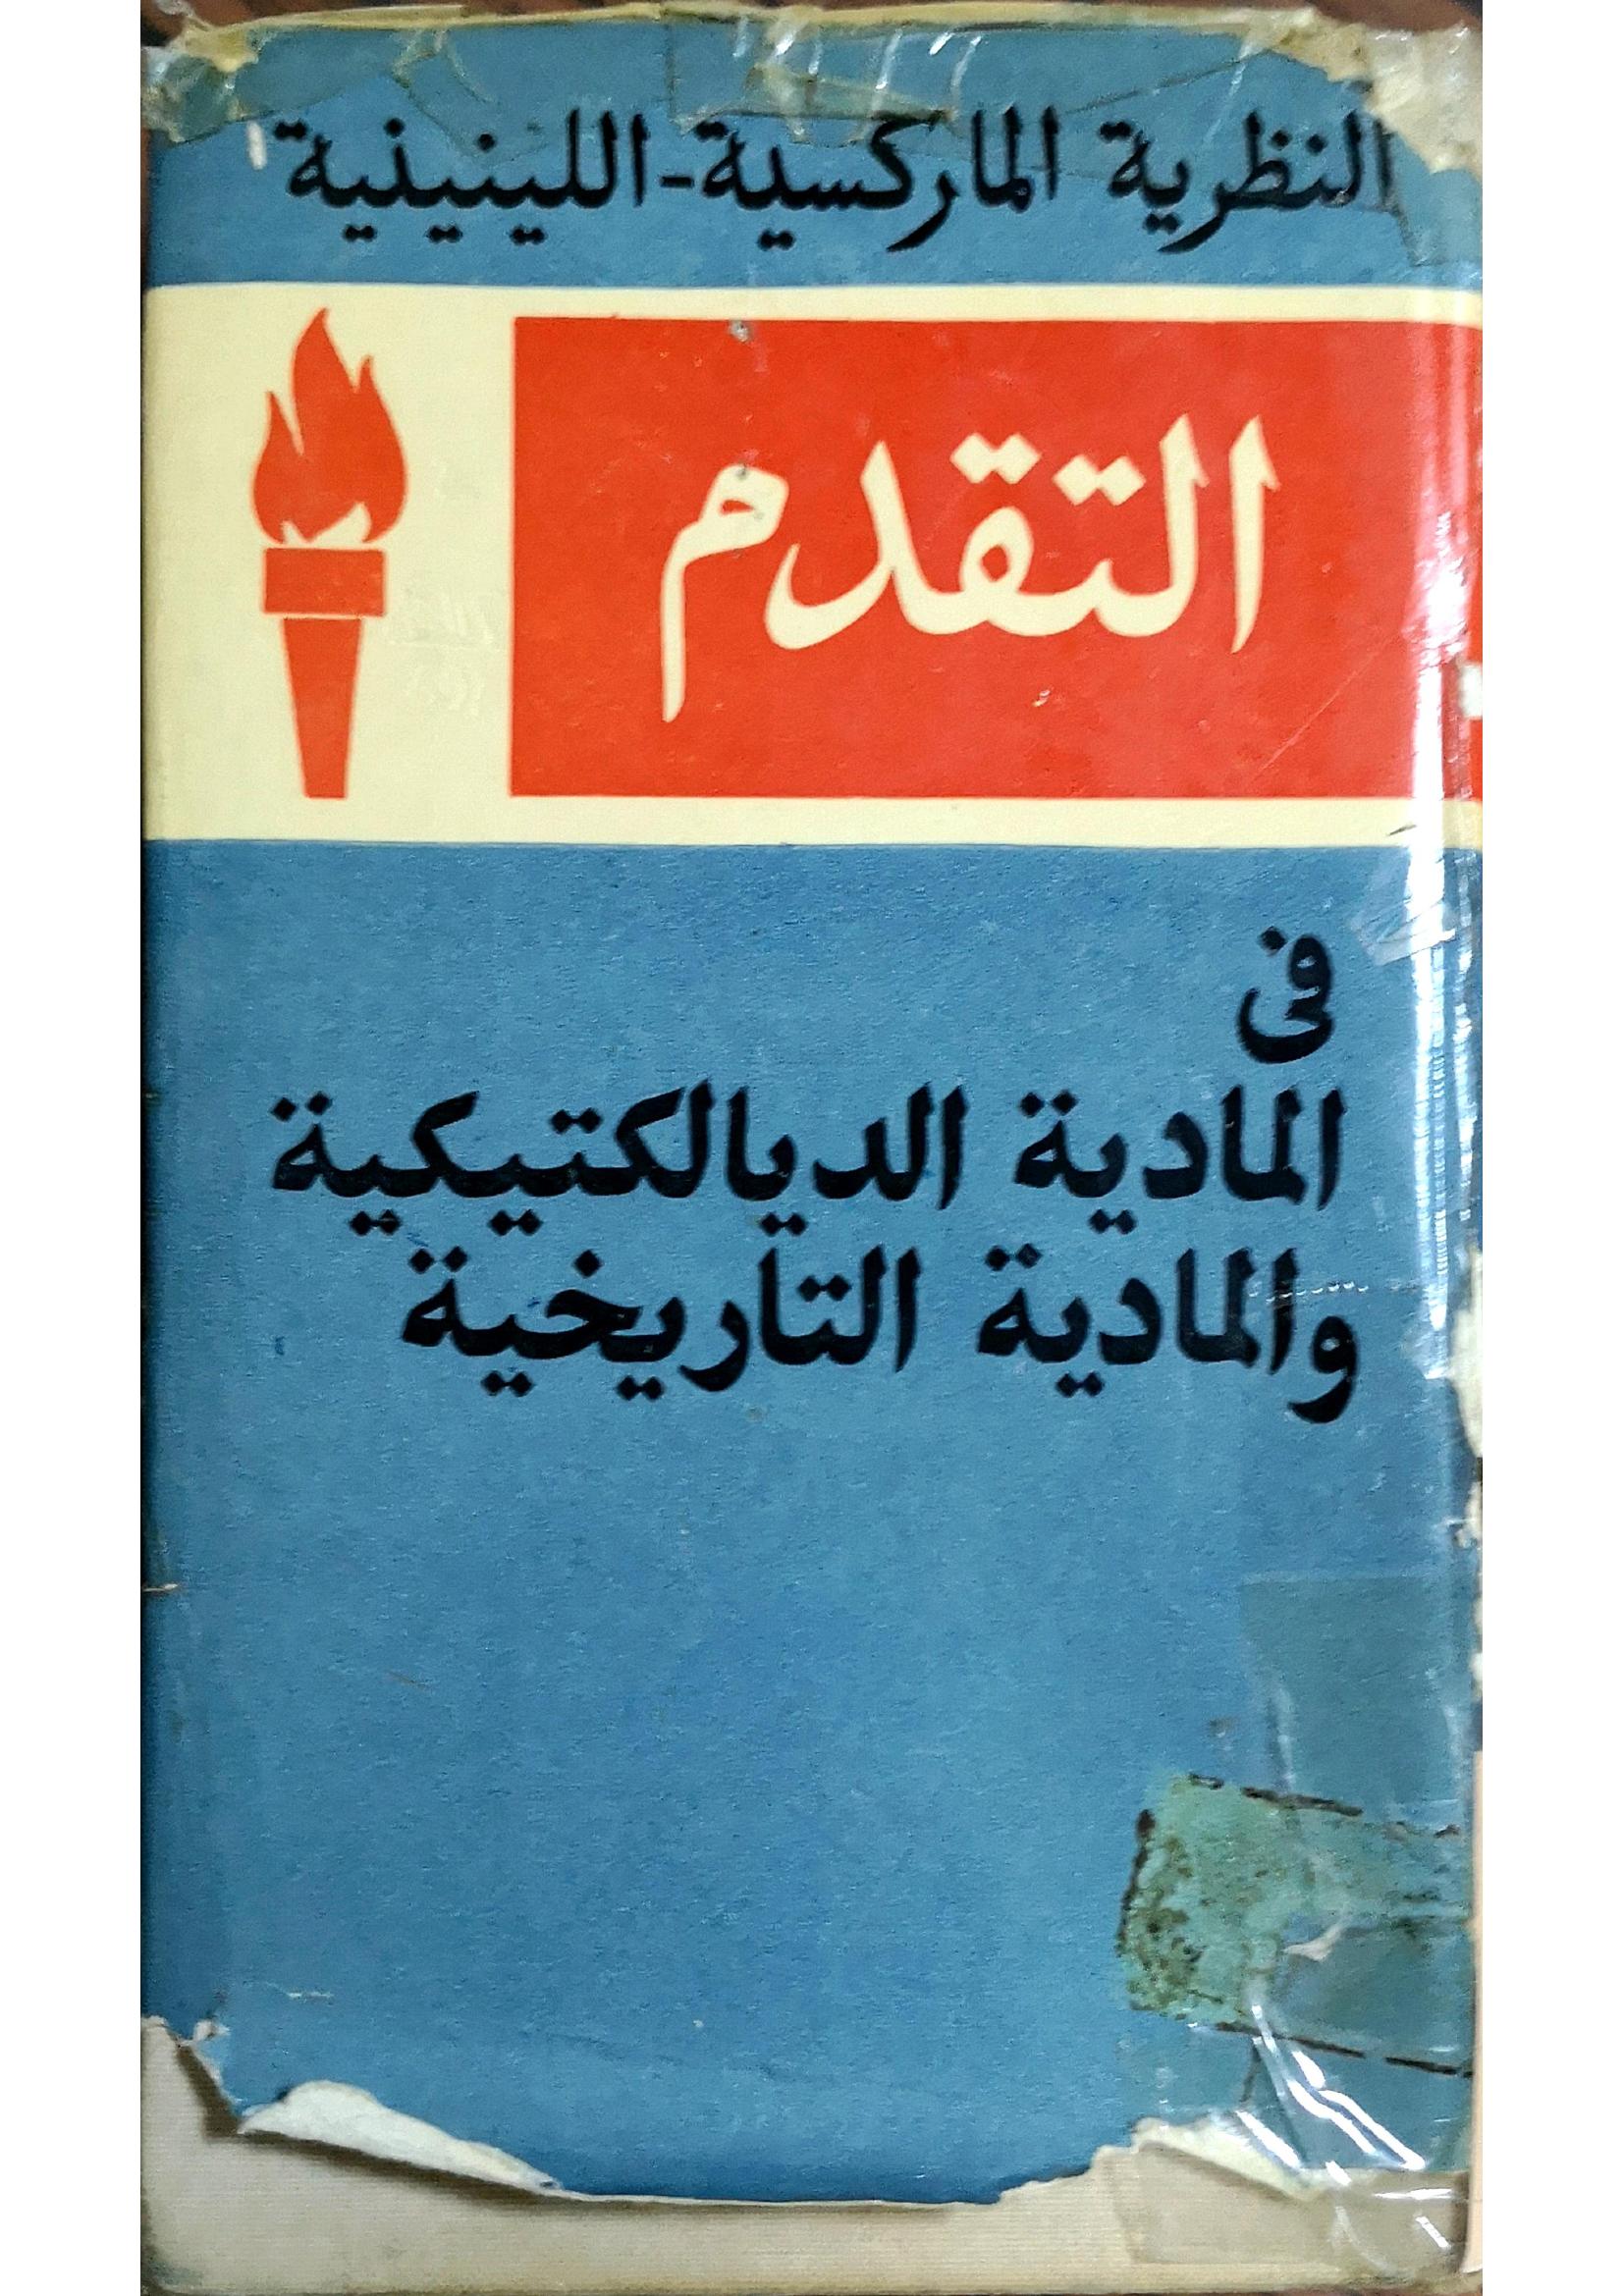 النظرية الماركسية-اللينينية
التقدم
فى
المادية الديالكتيكية
والمادية التاريخية